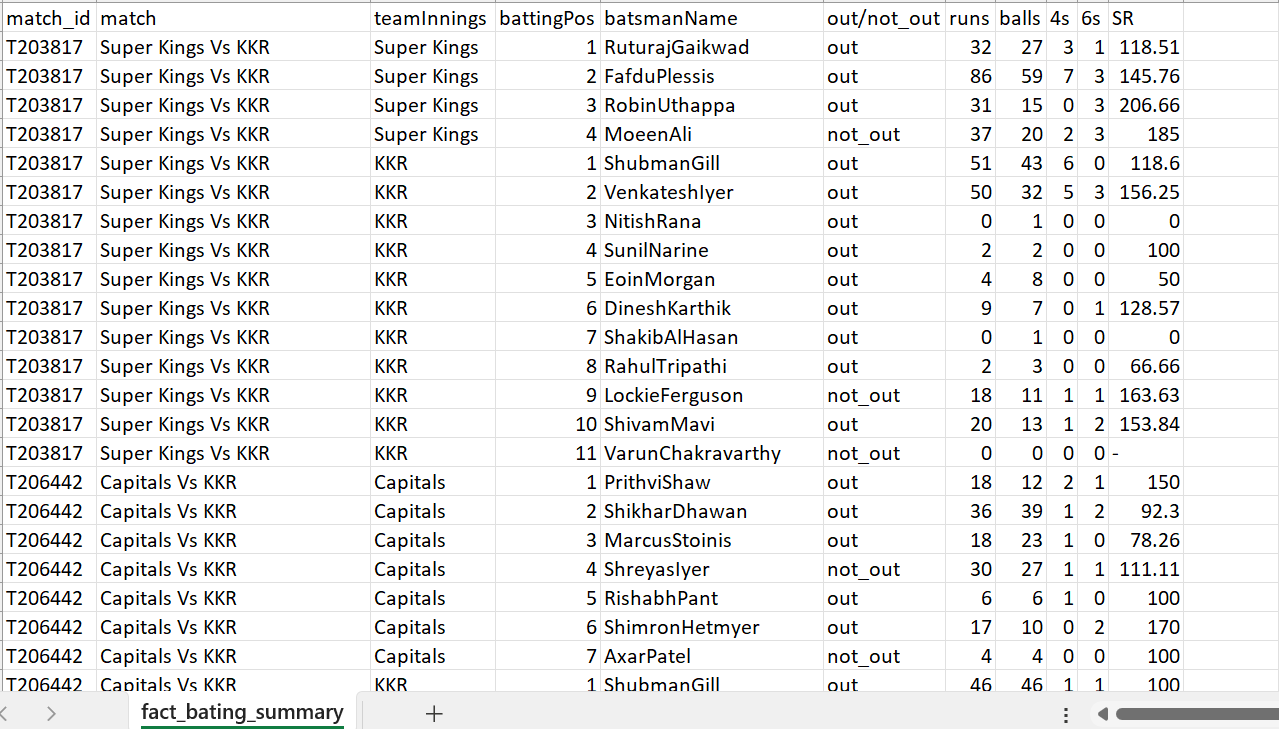 match_id match teamInnings battingPos batsmanName out/not_out runs balls 4s 6s SR
T203817 Super Kings Vs KKR Super Kings 1 RuturajGaikwad out 32 27 3 1 118.51
T203817 Super Kings Vs KKR Super Kings 2 FafduPlessis out 86 59 7 3 145.76
T203817 Super Kings Vs KKR Super Kings 3 RobinUthappa out 31 15 0 3 206.66
T203817 Super Kings Vs KKR Super Kings 4 MoeenAli not_out 37 20 2 3 185
T203817 Super Kings Vs KKR KKR 1 ShubmanGill out 51 43 6 0 118.6
T203817 Super Kings Vs KKR KKR 2 VenkateshIyer out 50 32 5 3 156.25
T203817 Super Kings Vs KKR KKR 3 NitishRana out 0 1 0 0 0
T203817 Super Kings Vs KKR KKR 4 SunilNarine out 2 2 0 0 100
T203817 Super Kings Vs KKR KKR 5 EoinMorgan out 4 8 0 0 50
T203817 Super Kings Vs KKR KKR 6 DineshKarthik out 9 7 0 1 128.57
T203817 Super Kings Vs KKR KKR 7 ShakibAlHasan out 0 1 0 0 0
T203817 Super Kings Vs KKR KKR 8 RahulTripathi out 2 3 0 0 66.66
T203817 Super Kings Vs KKR KKR 9 LockieFerguson not_out 18 11 1 1 163.63
T203817 Super Kings Vs KKR KKR 10 ShivamMavi out 20 13 1 2 153.84
T203817 Super Kings Vs KKR KKR 11 VarunChakravarthy not_out 0 0 0 0 -
T206442 Capitals Vs KKR Capitals 1 PrithviShaw out 18 12 2 1 150
T206442 Capitals Vs KKR Capitals 2 ShikharDhawan out 36 39 1 2 92.3
T206442 Capitals Vs KKR Capitals 3 MarcusStoinis out 18 23 1 0 78.26
T206442 Capitals Vs KKR Capitals 4 ShreyasIyer not_out 30 27 1 1 111.11
T206442 Capitals Vs KKR Capitals 5 RishabhPant out 6 6 1 0 100
T206442 Capitals Vs KKR Capitals 6 ShimronHetmyer out 17 10 0 2 170
T206442 Capitals Vs KKR Capitals 7 AxarPatel not_out 4 4 0 0 100
T206442 Capitals Vs KKR KKR 1 ShubmanGill out 46 46 1 1 100
fact_bating_summary